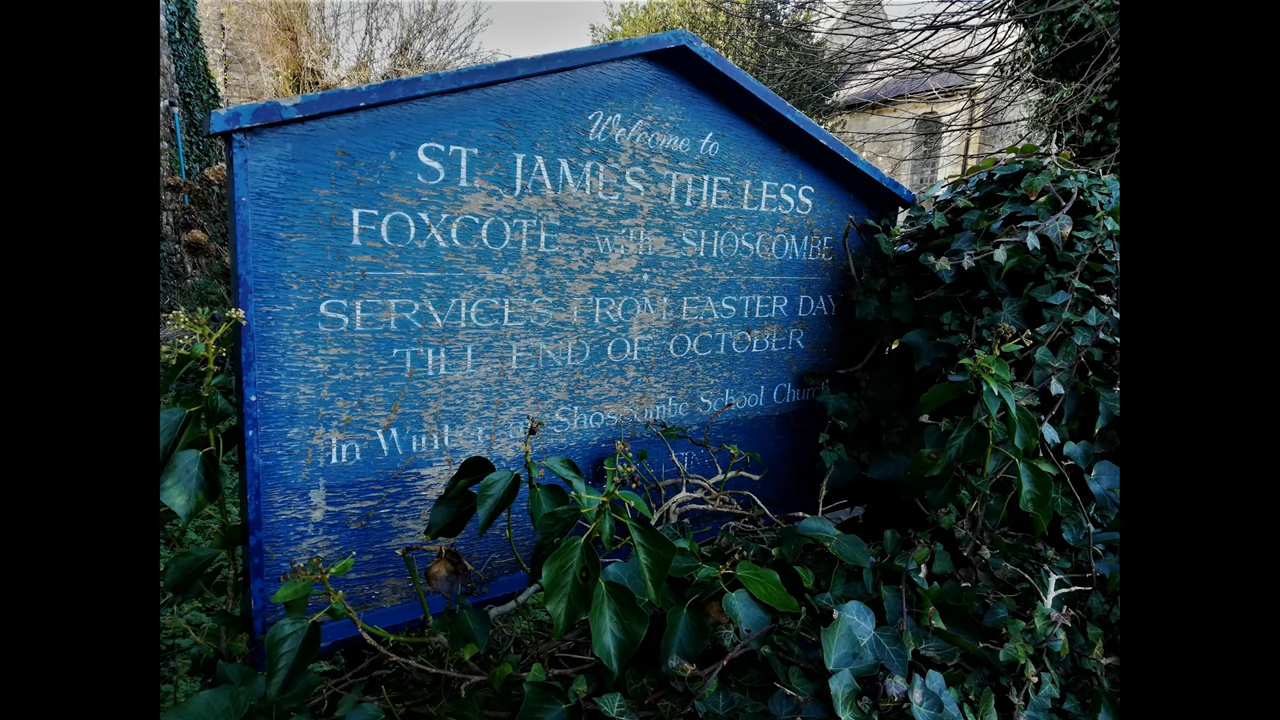 Welcome to
ST JAMES THE LESS
FOXCOTE with SHOSCOMBE
SERVICES FROM EASTER DAY
TILL END OF OCTOBER
In Winter at Shoscombe School Church